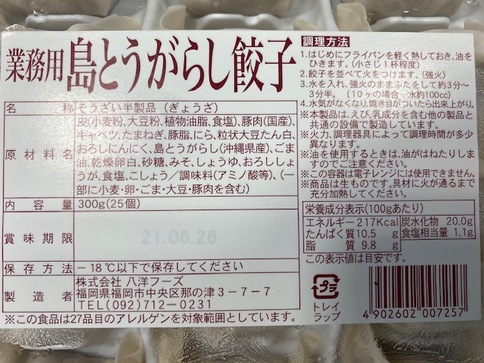 業務用 島とうがらし餃子
名 称 そうざい半製品(ぎょうざ)
原材料名
皮(小麦粉、大豆粉、植物油脂、食塩)、豚肉(国産)、
キャベツ、たまねぎ、豚脂、にら、粒状大豆たん白、
おろしにんにく、島とうがらし(沖縄県産)、ごま
油、乾燥卵白、砂糖、みそ、しょうゆ、おろししょう
が、食塩、こしょう/調味料(アミノ酸等)、(一
部に小麦・卵・ごま・大豆・豚肉を含む)
内 容 量 300g(25個)
賞味期限 21.06.26
保存方法 －18℃以下で保存してください
製 造 者
株式会社 八洋フーズ
福岡県福岡市中央区那の津3－7－7
TEL(092)712-0231
※この食品は27品目のアレルゲンを対象範囲としています。
調理方法
1.はじめにフライパンを軽く熱しておき、油を
ひきます。(小さじ1杯程度)
2.餃子を並べて火をつけます。(強火)
3.水を入れ、強火のままふたをして約3分～
3分半。(10ヶの場合…水約100cc)
4.水気がなくなり、焼き目がついたら出来上がり。
※本製品は、えび、乳成分を含む他の製品と
共通の設備で製造しています。
※火力、調理器具によって調理時間が多少
異なります。
※油を使用するときは、油がはねたりします
のでご注意ください。
※この容器は電子レンジには使用できません。
※商品は生ものです。具材に火が通るまで
充分加熱してください。
栄養成分表示(100gあたり)
エネルギー 217Kcal 炭水化物 20.0g
たんぱく質 10.5g 食塩相当量 1.1g
脂質 9.8g
この表示値は目安です。
プラ
トレイ
ラップ
4902602007257